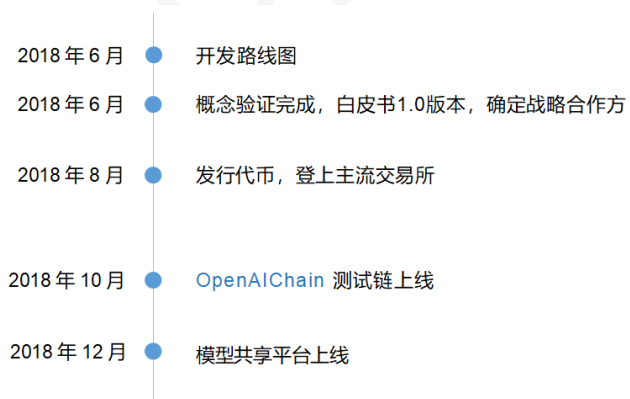 2018 年 6 月 开发路线图
2018 年 6 月 概念验证完成，白皮书1.0版本，确定战略合作方
2018 年 8 月 发行代币，登上主流交易所
2018 年 10 月 OpenAIChain 测试链上线
2018 年 12 月 模型共享平台上线